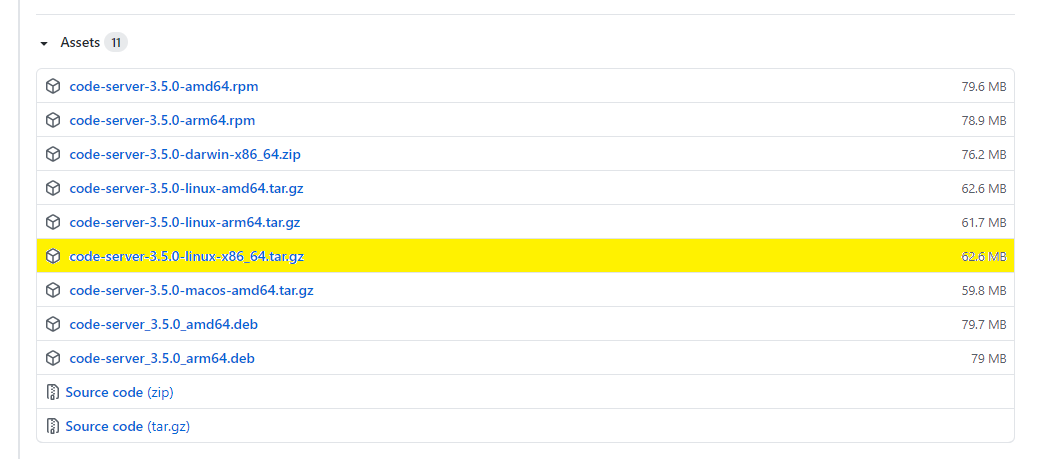 Assets 11
code-server-3.5.0-amd64.rpm 79.6 MB
code-server-3.5.0-arm64.rpm 78.9 MB
code-server-3.5.0-darwin-x86_64.zip 76.2 MB
code-server-3.5.0-linux-amd64.tar.gz 62.6 MB
code-server-3.5.0-linux-arm64.tar.gz 61.7 MB
code-server-3.5.0-linux-x86_64.tar.gz 62.6 MB
code-server-3.5.0-macos-amd64.tar.gz 59.8 MB
code-server_3.5.0_amd64.deb 79.7 MB
code-server_3.5.0_arm64.deb 79 MB
Source code (zip)
Source code (tar.gz)